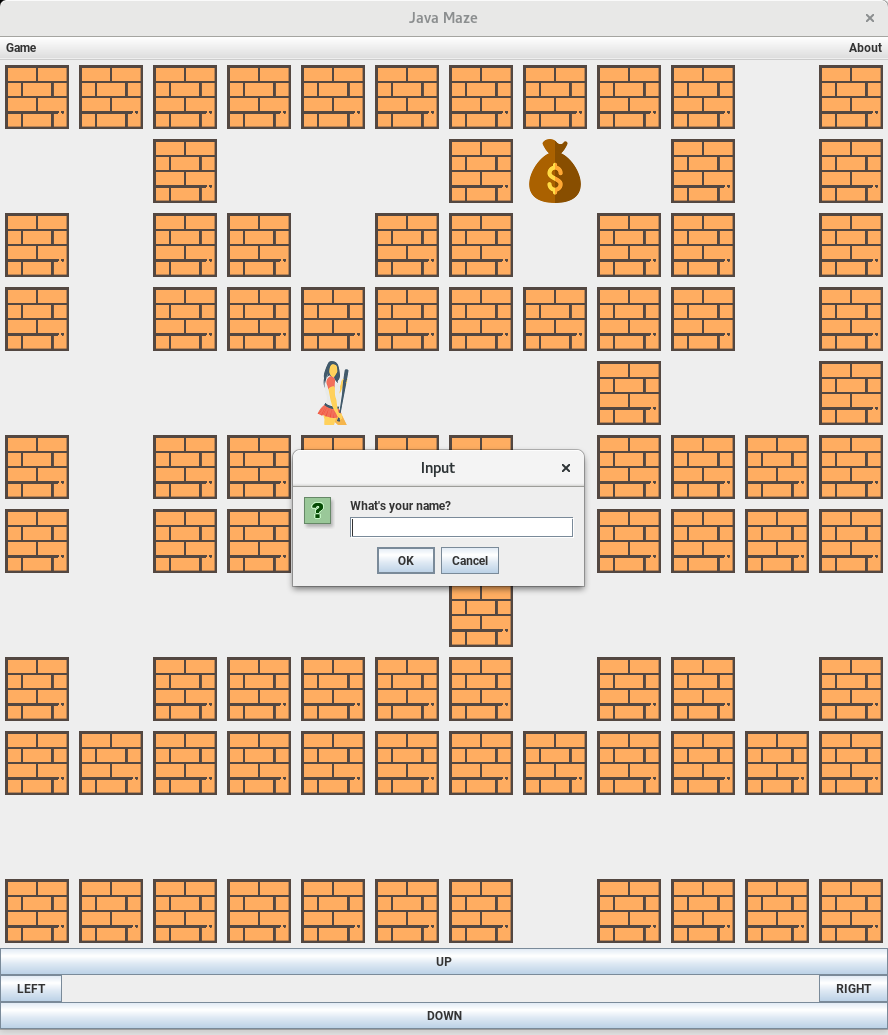 Java Maze
Game
About
$
Input
?
What's your name?
OK
Cancel
UP
LEFT
RIGHT
DOWN